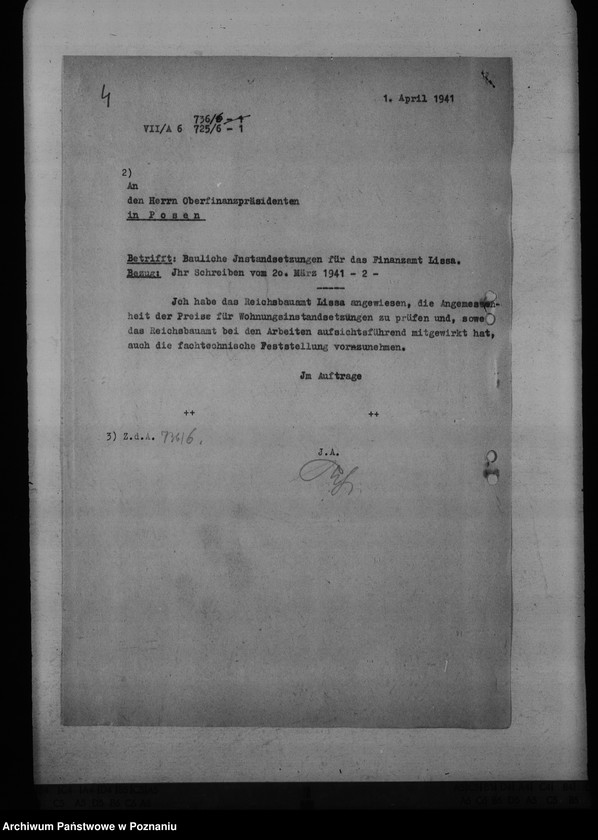 4
1. April 1941
736/6 - 1
VII/A 6 725/6 - 1
2)
An
den Herrn Oberfinanzpräsidenten
in Posen
Betrifft: Bauliche Jnstandsetzungen für das Finanzamt Lissa.
Bezug: Jhr Schreiben vom 2o. März 1941 - 2 -
Jch habe das Reichsbauamt Lissa angewiesen, die Angemessen-
heit der Preise für Wohnungsinstandsetzungen zu prüfen und,
das Reichsbauamt bei den Arbeiten aufsichtsführend mitgewirkt hat,
auch die fachtechnische Feststellung vorzunehmen.
Jm Auftrage
++ ++
3) Z.d.A. 736/6.
J.A.
Archiwum Państwowe w Poznaniu